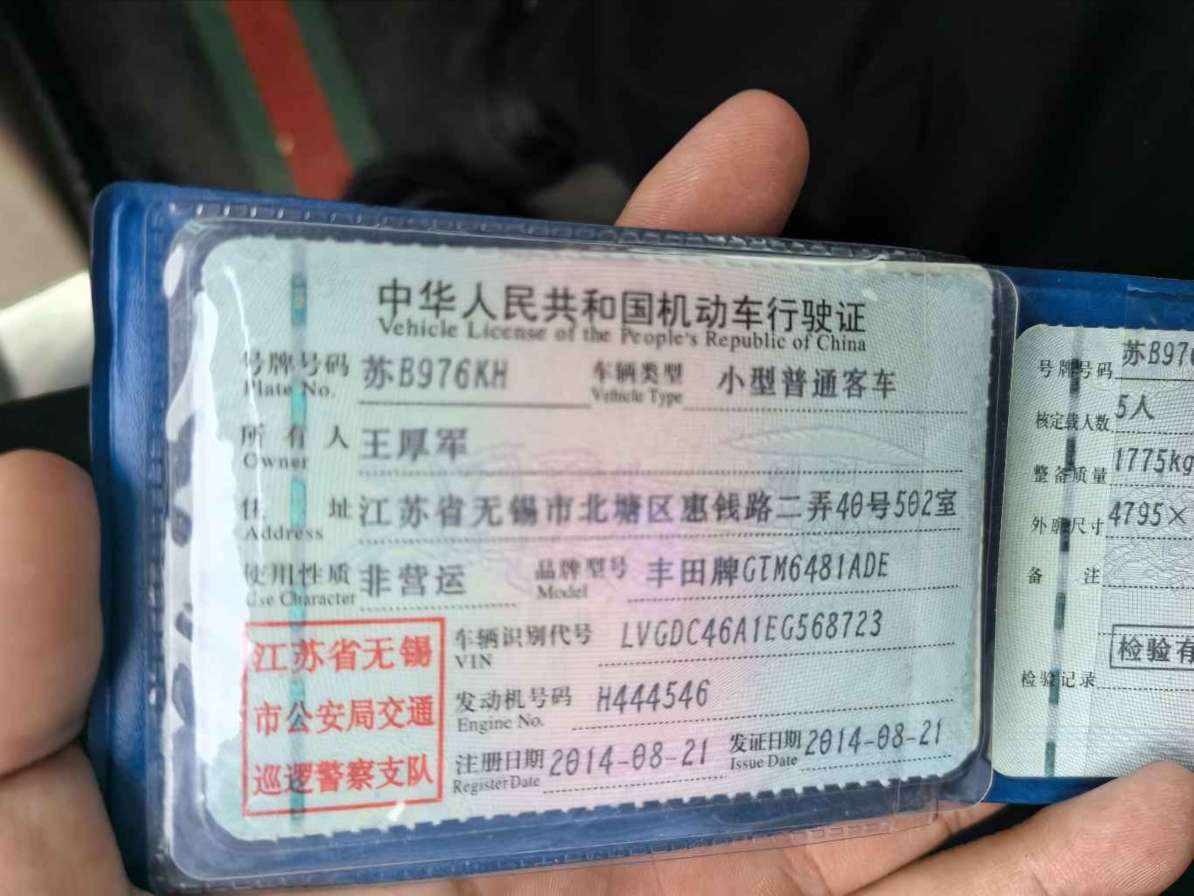 中华人民共和国机动车行驶证
Vehicle License of the People's Republic of China
号牌号码 苏B976KH 车辆类型 小型普通客车
Plate No. Vehicle Type
所有人 王厚军
Owner
住址 江苏省无锡市北塘区惠钱路二弄40号502室
Address
使用性质 非营运 品牌型号 丰田牌GTM6481ADE
Use Character Model
江苏省无锡
市公安局交通
巡逻警察支队
车辆识别代号 LVGDC46A1EG568723
VIN
发动机号码 H444546
Engine No.
注册日期 2014-08-21 发证日期 2014-08-21
Register Date Issue Date
号牌号码 苏B976
核定载人数 5人
整备质量 1775kg
外廓尺寸 4795×
备注
检验有
检验记录